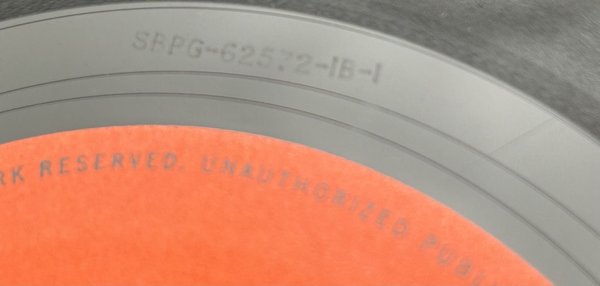 SBPG-62572-1B-1
RK RESERVED. UNAUTHORIZED PUBL